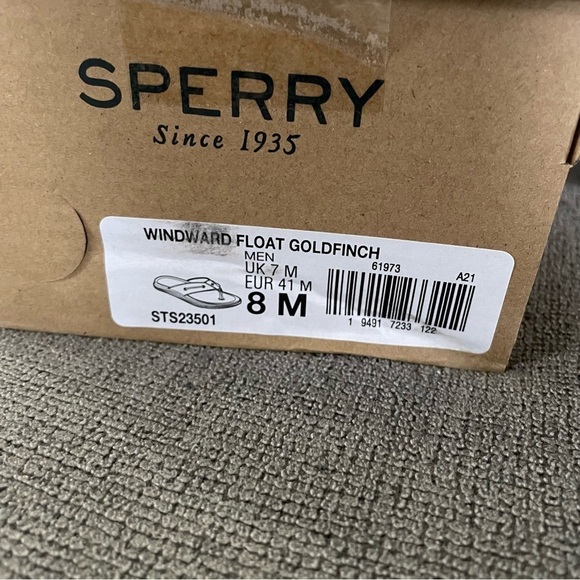 SPERRY
Since 1935
WINDWARD FLOAT GOLDFINCH
MEN
UK 7 M
EUR 41 M
8 M
STS23501
61973
A21
1 9491 7233 122